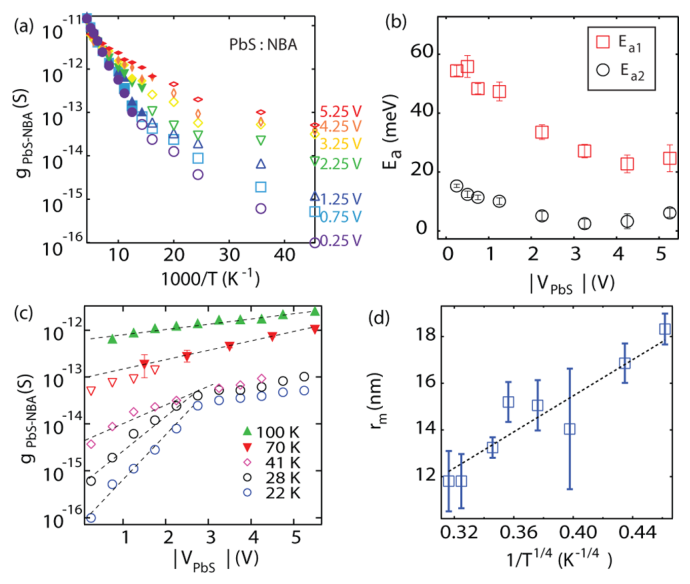 (a)
PbS : NBA
g_PbS-NBA (S)
10^-11
10^-12
10^-13
10^-14
10^-15
10^-16
5.25 V
4.25 V
3.25 V
2.25 V
1.25 V
0.75 V
0.25 V
10 20 30 40
1000/T (K^-1)
(b)
E_a1
E_a2
E_a (meV)
60
40
20
0
0 1 2 3 4 5
|V_PbS| (V)
(c)
g_PbS-NBA (S)
10^-12
10^-13
10^-14
10^-15
10^-16
100 K
70 K
41 K
28 K
22 K
1 2 3 4 5
|V_PbS| (V)
(d)
r_m (nm)
18
16
14
12
0.32 0.36 0.40 0.44
1/T^1/4 (K^-1/4)